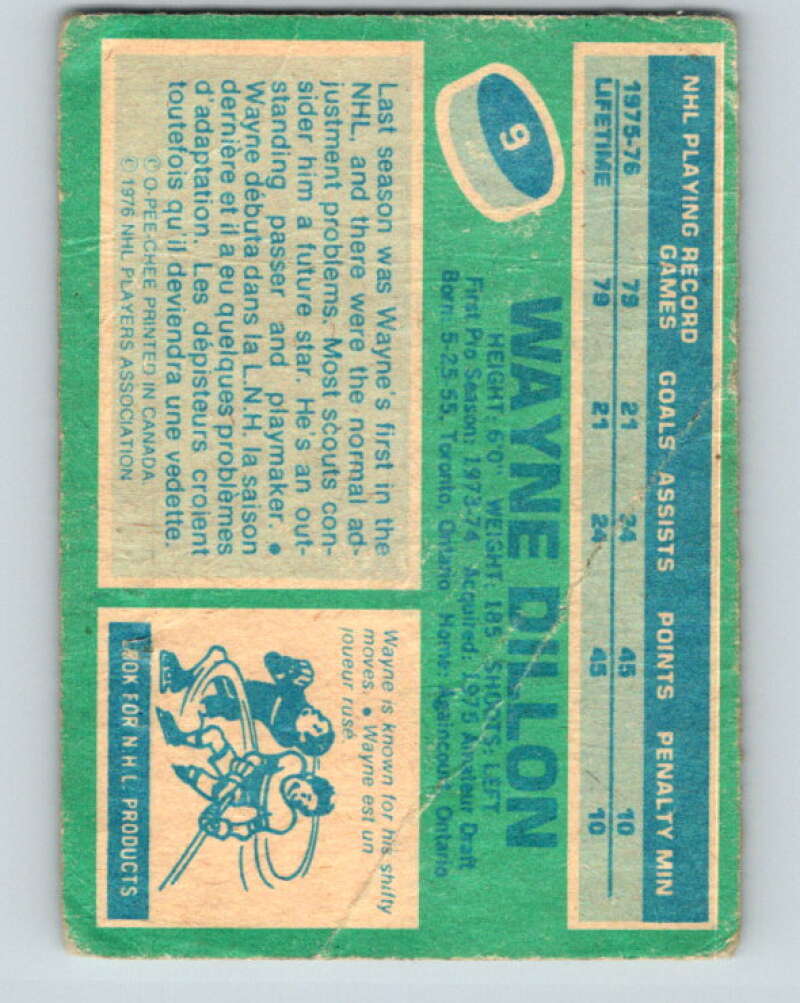 NHL PLAYING RECORD
GAMES GOALS ASSISTS POINTS PENALTY MIN
1975-76 79 21 24 45 10
LIFETIME 79 21 24 45 10
9
WAYNE DILLON
HEIGHT: 6'0" WEIGHT: 185 SHOOTS: LEFT
First Pro Season: 1973-74 Acquired: 1975 Amateur Draft
Born: 5-25-55, Toronto, Ontario Home: Againcourt, Ontario
Last season was Wayne's first in the
NHL, and there were the normal ad-
justment problems. Most scouts con-
sider him a future star. He's an out-
standing passer and playmaker. •
Wayne débuta dans la L.N.H. la saison
dernière et il a eu quelques problèmes
d'adaptation. Les dépisteurs croient
toutefois qu'il deviendra une vedette.
© O-PEE-CHEE PRINTED IN CANADA
© 1976 NHL PLAYERS ASSOCIATION
Wayne is known for his shifty
moves. • Wayne est un
joueur rusé.
LOOK FOR N.H.L. PRODUCTS